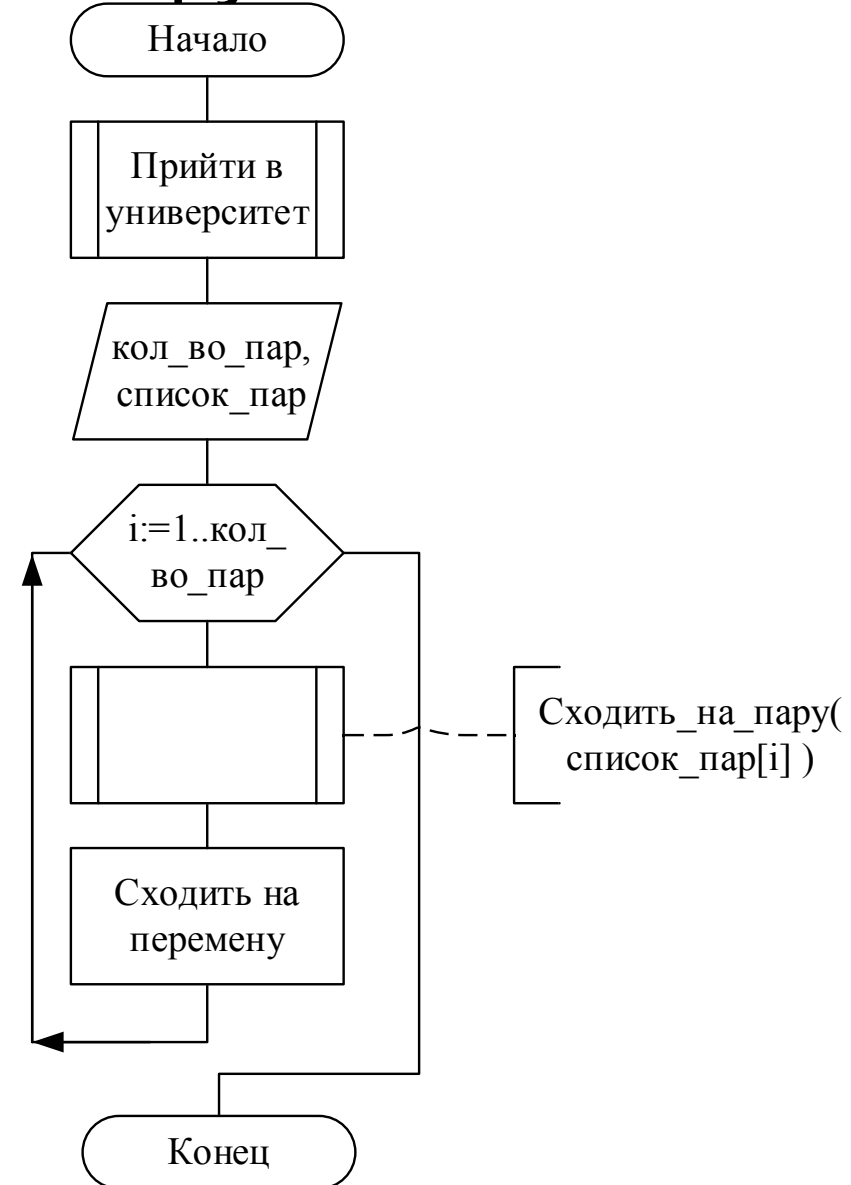 Начало
Прийти в
университет
кол_во_пар,
список_пар
i:=1..кол_
во_пар
Сходить_на_пару(
список_пар[i] )
Сходить на
перемену
Конец